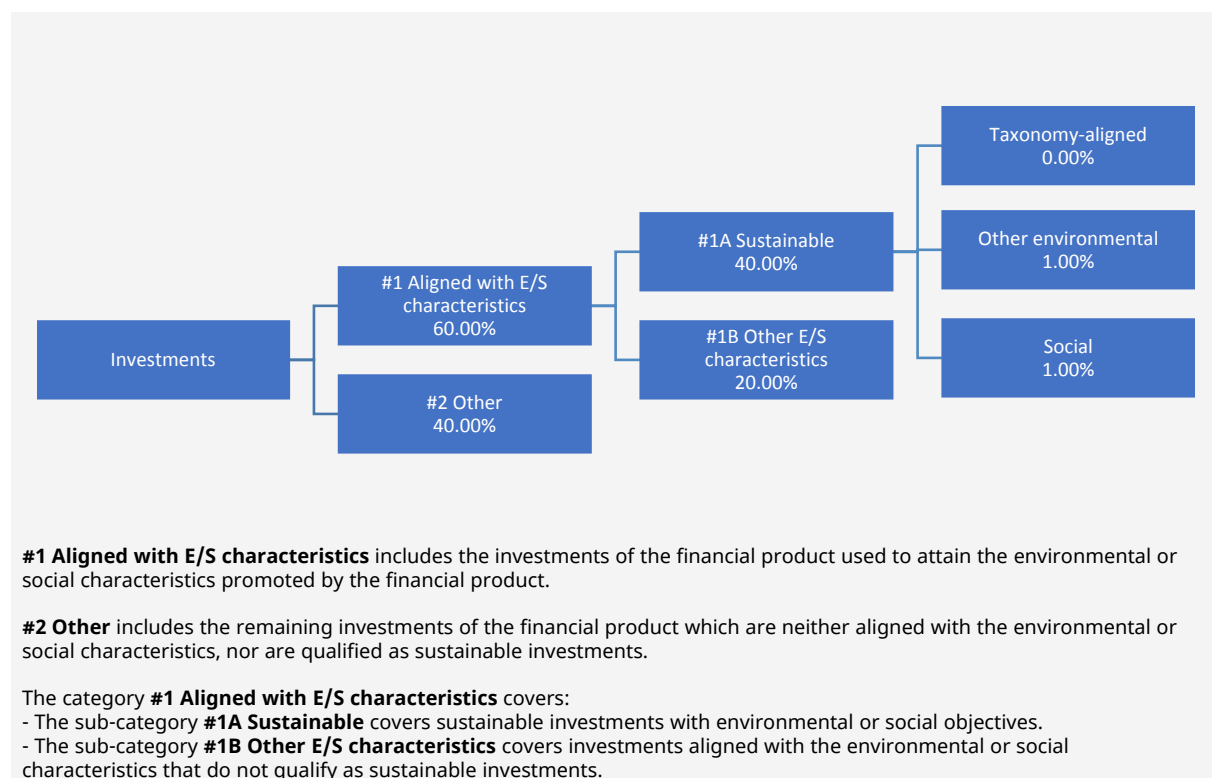 Investments
#1 Aligned with E/S
characteristics
60.00%
#2 Other
40.00%
#1A Sustainable
40.00%
#1B Other E/S
characteristics
20.00%
Taxonomy-aligned
0.00%
Other environmental
1.00%
Social
1.00%
#1 Aligned with E/S characteristics includes the investments of the financial product used to attain the environmental or
social characteristics promoted by the financial product.
#2 Other includes the remaining investments of the financial product which are neither aligned with the environmental or
social characteristics, nor are qualified as sustainable investments.
The category #1 Aligned with E/S characteristics covers:
- The sub-category #1A Sustainable covers sustainable investments with environmental or social objectives.
- The sub-category #1B Other E/S characteristics covers investments aligned with the environmental or social
characteristics that do not qualify as sustainable investments.